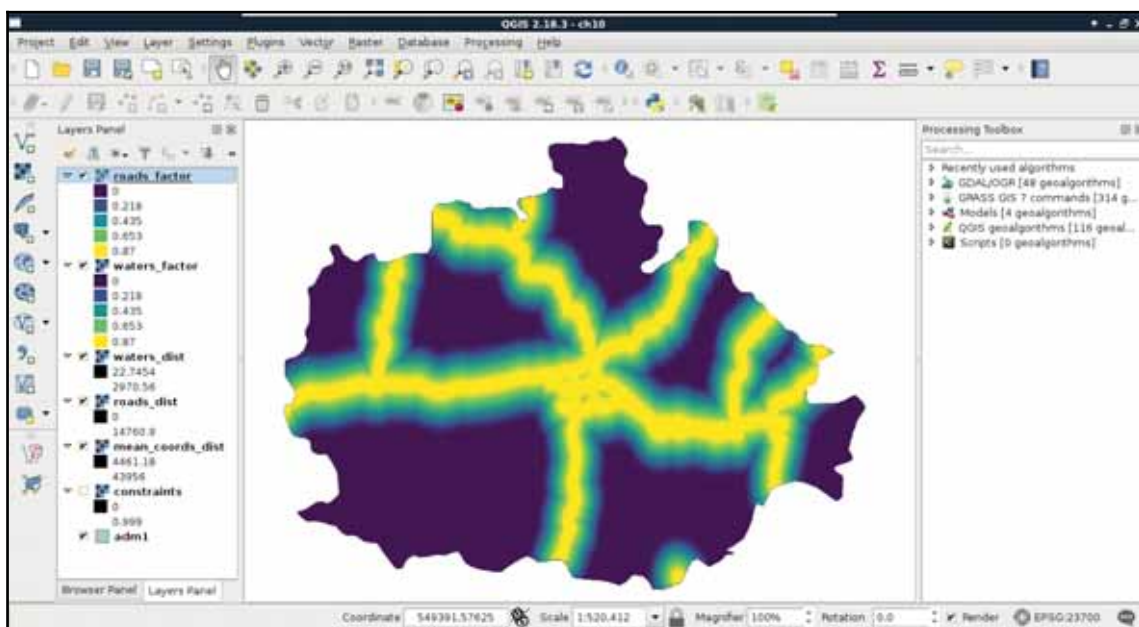 QGIS 2.18.3 - ch10
Project Edit View Layer Settings Plugins Vector Raster Database Processing Help
Layers Panel
roads_factor
0
0.218
0.435
0.653
0.87
waters_factor
0
0.218
0.435
0.653
0.87
waters_dist
22.7454
2970.56
roads_dist
0
14760.8
mean_coords_dist
4461.18
43956
constraints
0
0.999
adm1
Browser Panel Layers Panel
Processing Toolbox
Search...
Recently used algorithms
GDAL/OGR [48 geoalgorithms]
GRASS GIS 7 commands [314 g...
Models [4 geoalgorithms]
QGIS geoalgorithms [116 geoal...
Scripts [0 geoalgorithms]
Coordinate 549391,57625 Scale 1:520,412 Magnifier 100% Rotation 0.0 Render EPSG:23700